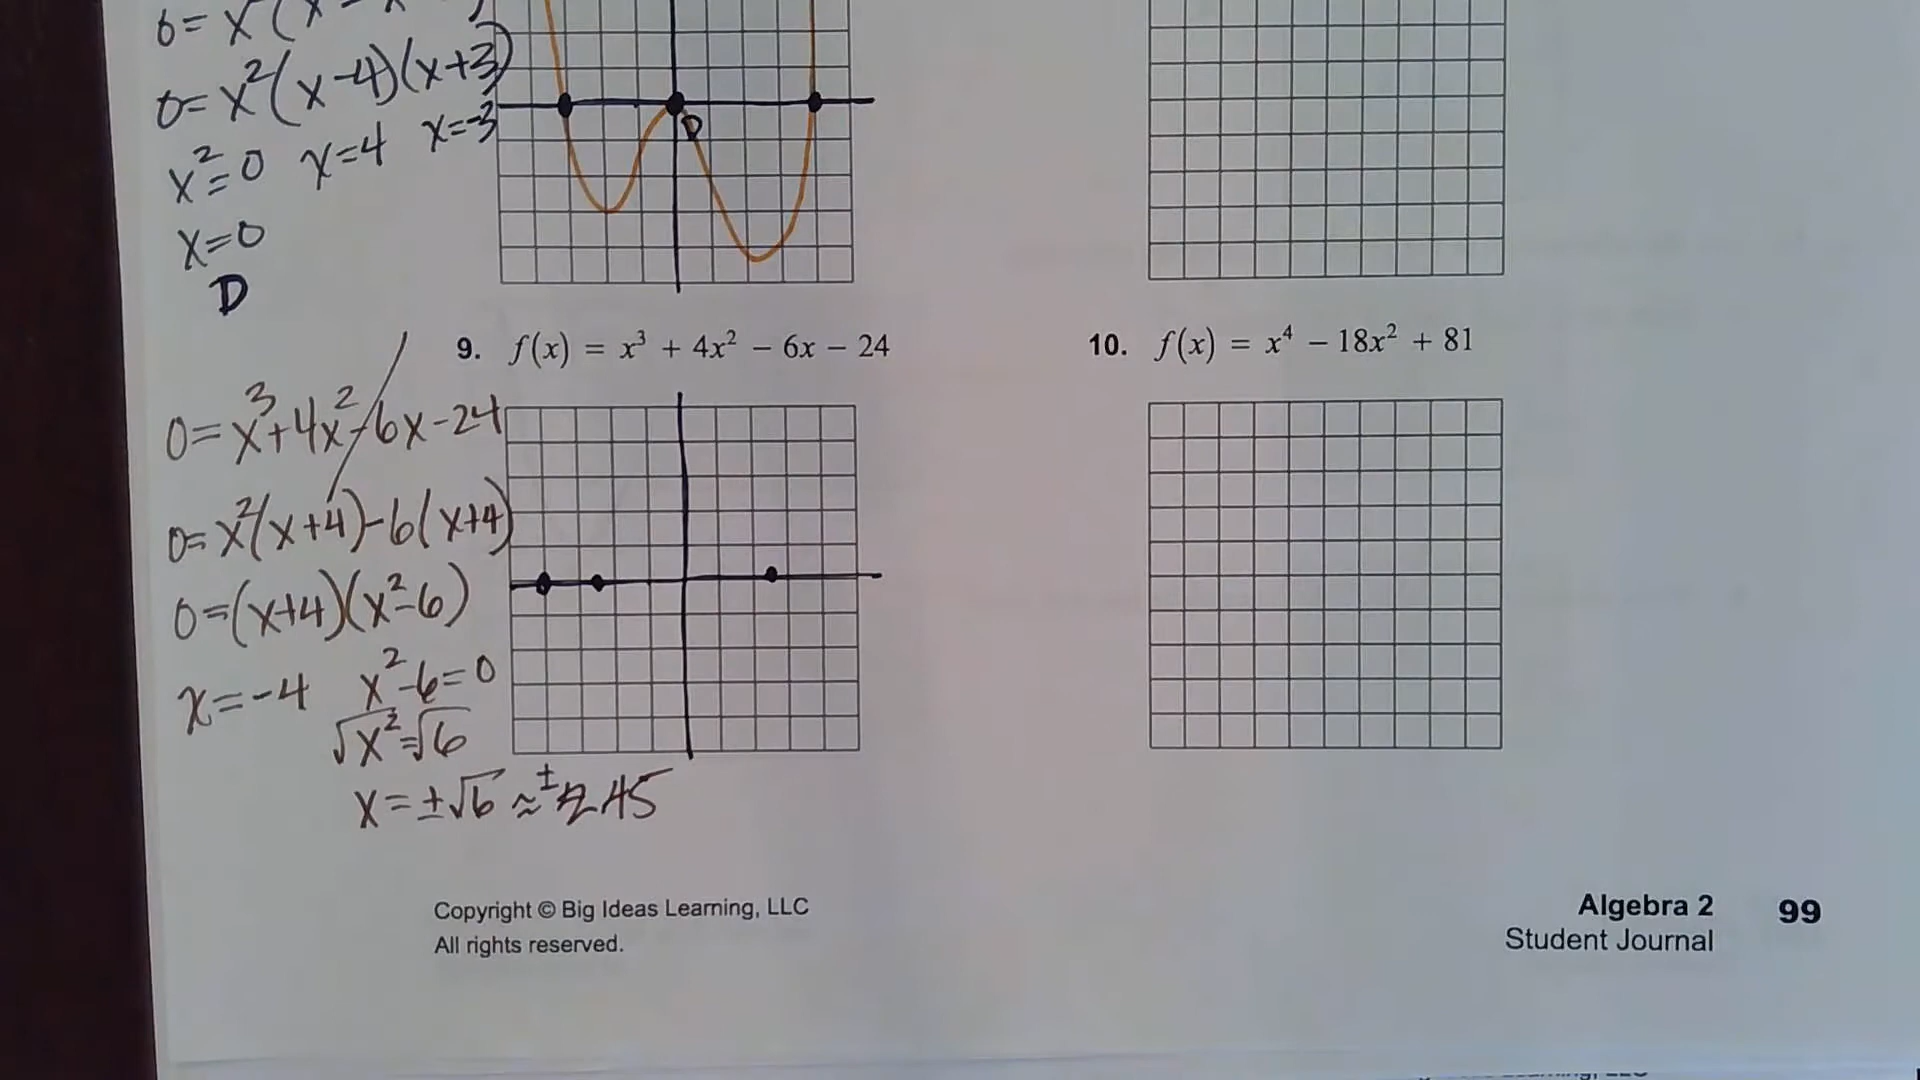 0=x²(x-4)(x+3)
x²=0 x=4 x=-3
x=0
D
D
9. f(x) = x³ + 4x² − 6x − 24
0=x³+4x²-6x-24
0=x²(x+4)-6(x+4)
0=(x+4)(x²-6)
x=-4 x²-6=0
√x²=√6
x=±√6≈±2.45
10. f(x) = x⁴ − 18x² + 81
Copyright © Big Ideas Learning, LLC
All rights reserved.
Algebra 2 99
Student Journal